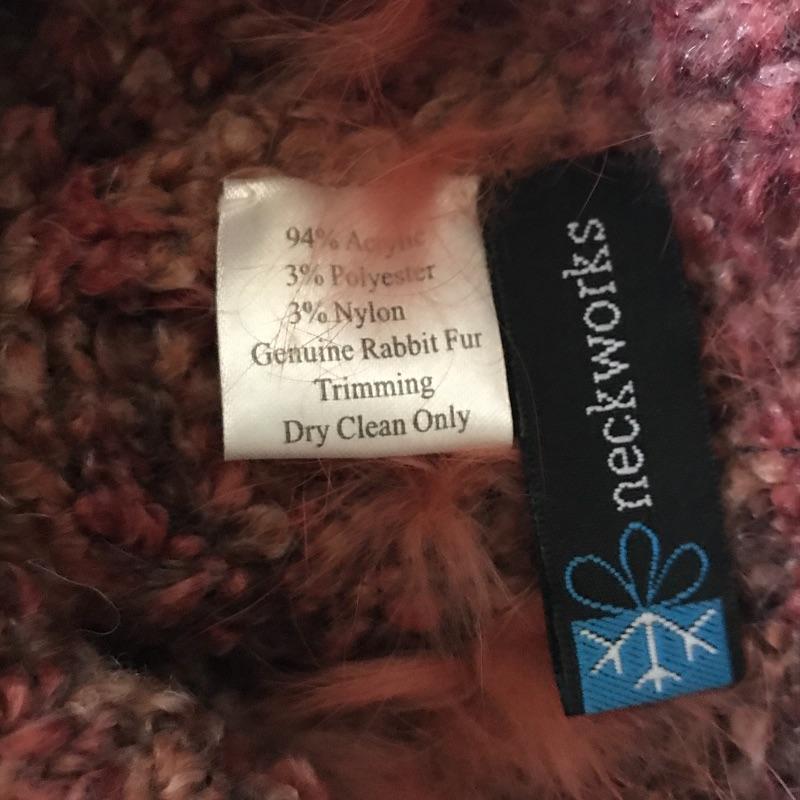 94% Acrylic
3% Polyester
3% Nylon
Genuine Rabbit Fur
Trimming
Dry Clean Only
neckworks